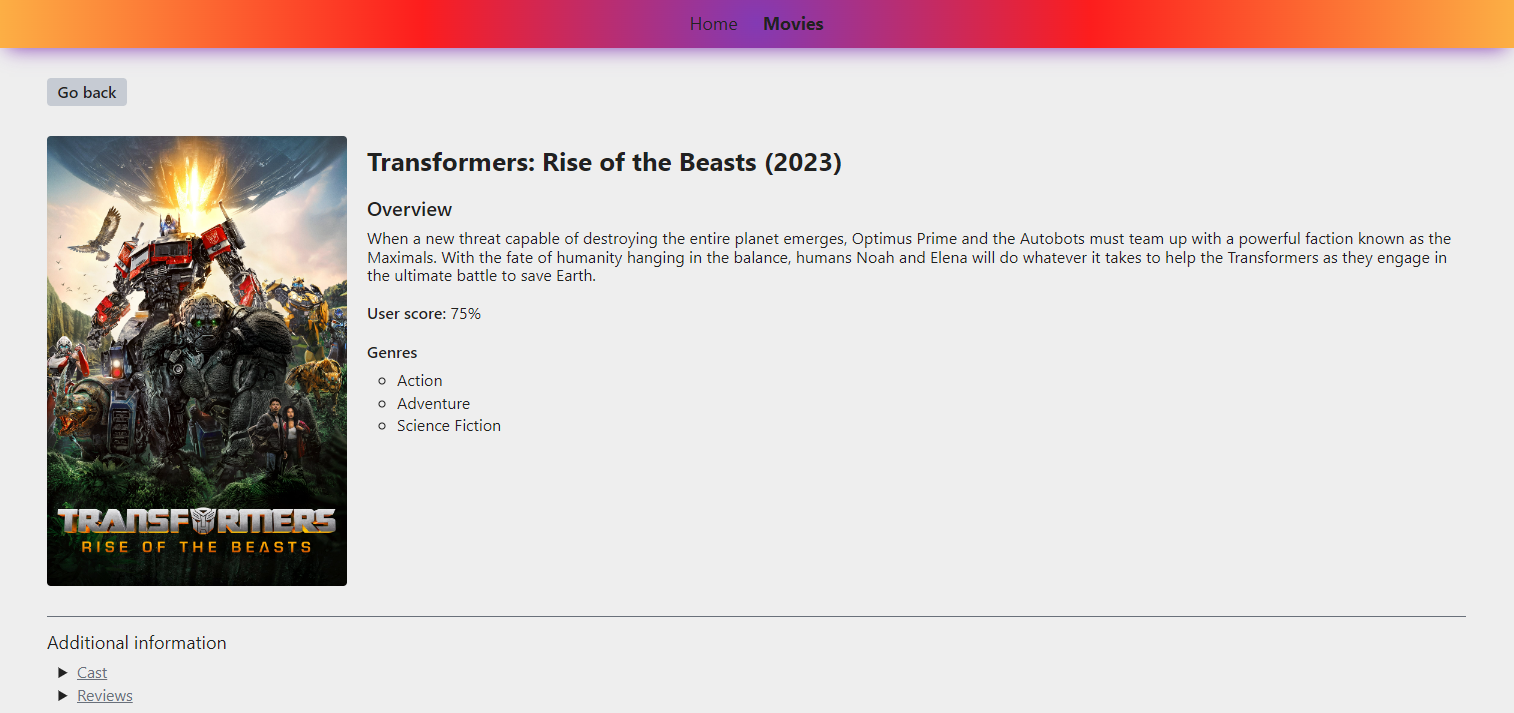 Home Movies
Go back
Transformers: Rise of the Beasts (2023)
Overview
When a new threat capable of destroying the entire planet emerges, Optimus Prime and the Autobots must team up with a powerful faction known as the
Maximals. With the fate of humanity hanging in the balance, humans Noah and Elena will do whatever it takes to help the Transformers as they engage in
the ultimate battle to save Earth.
User score: 75%
Genres
Action
Adventure
Science Fiction
TRANSFORMERS
RISE OF THE BEASTS
Additional information
Cast
Reviews